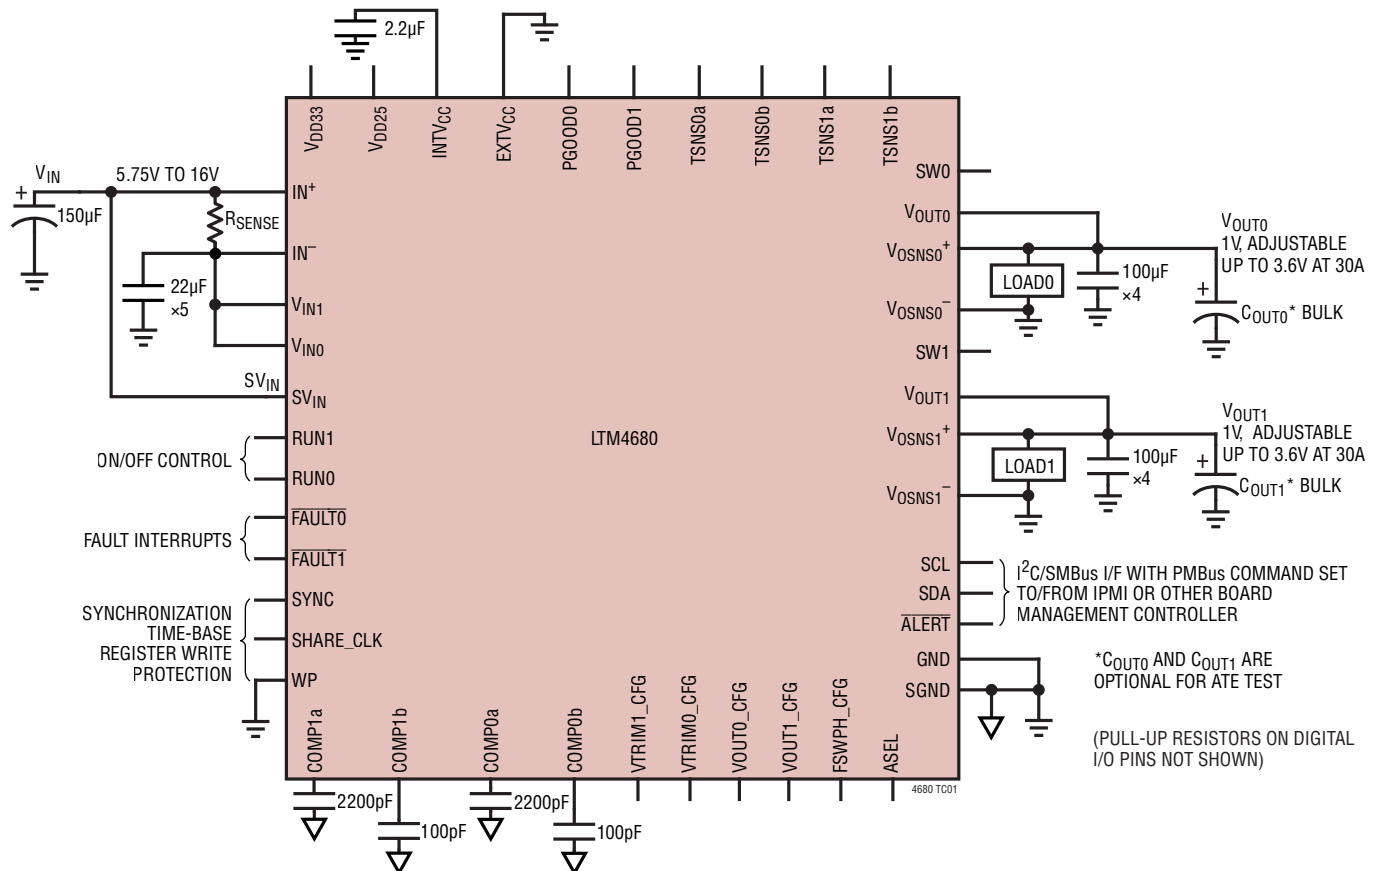 2.2µF
VDD33
VDD25
INTVCC
EXTVCC
PGOOD0
PGOOD1
TSNS0a
TSNS0b
TSNS1a
TSNS1b
VIN
5.75V TO 16V
+
150µF
IN+
RSENSE
IN–
22µF
×5
VIN1
VIN0
SVIN
SVIN
RUN1
ON/OFF CONTROL
RUN0
FAULT0
FAULT INTERRUPTS
FAULT1
SYNC
SYNCHRONIZATION
TIME-BASE
REGISTER WRITE
PROTECTION
SHARE_CLK
WP
LTM4680
SW0
VOUT0
VOSNS0+
LOAD0
100µF
×4
VOUT0
1V, ADJUSTABLE
UP TO 3.6V AT 30A
+
COUT0* BULK
VOSNS0–
SW1
VOUT1
VOSNS1+
LOAD1
100µF
×4
VOUT1
1V, ADJUSTABLE
UP TO 3.6V AT 30A
+
COUT1* BULK
VOSNS1–
SCL
SDA
ALERT
I2C/SMBus I/F WITH PMBus COMMAND SET
TO/FROM IPMI OR OTHER BOARD
MANAGEMENT CONTROLLER
GND
SGND
*COUT0 AND COUT1 ARE
OPTIONAL FOR ATE TEST
(PULL-UP RESISTORS ON DIGITAL
I/O PINS NOT SHOWN)
COMP1a
COMP1b
COMP0a
COMP0b
VTRIM1_CFG
VTRIM0_CFG
VOUT0_CFG
VOUT1_CFG
FSWPH_CFG
ASEL
4680 TC01
2200pF
100pF
2200pF
100pF